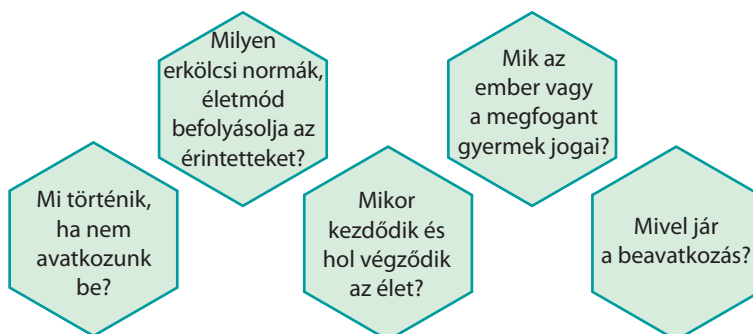 Milyen
erkölcsi normák,
életmód
befolyásolja az
érintetteket?
Mik az
ember vagy
a megfogant
gyermek jogai?
Mi történik,
ha nem
avatkozunk
be?
Mikor
kezdődik és
hol végződik
az élet?
Mivel jár
a beavatkozás?